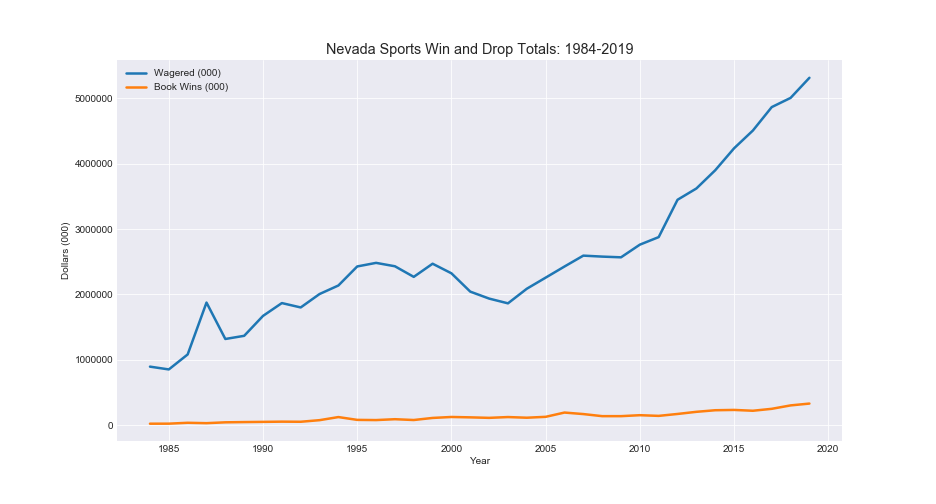 Nevada Sports Win and Drop Totals: 1984-2019
Wagered (000)
Book Wins (000)
5000000
4000000
3000000
2000000
1000000
0
Dollars (000)
1985 1990 1995 2000 2005 2010 2015 2020
Year